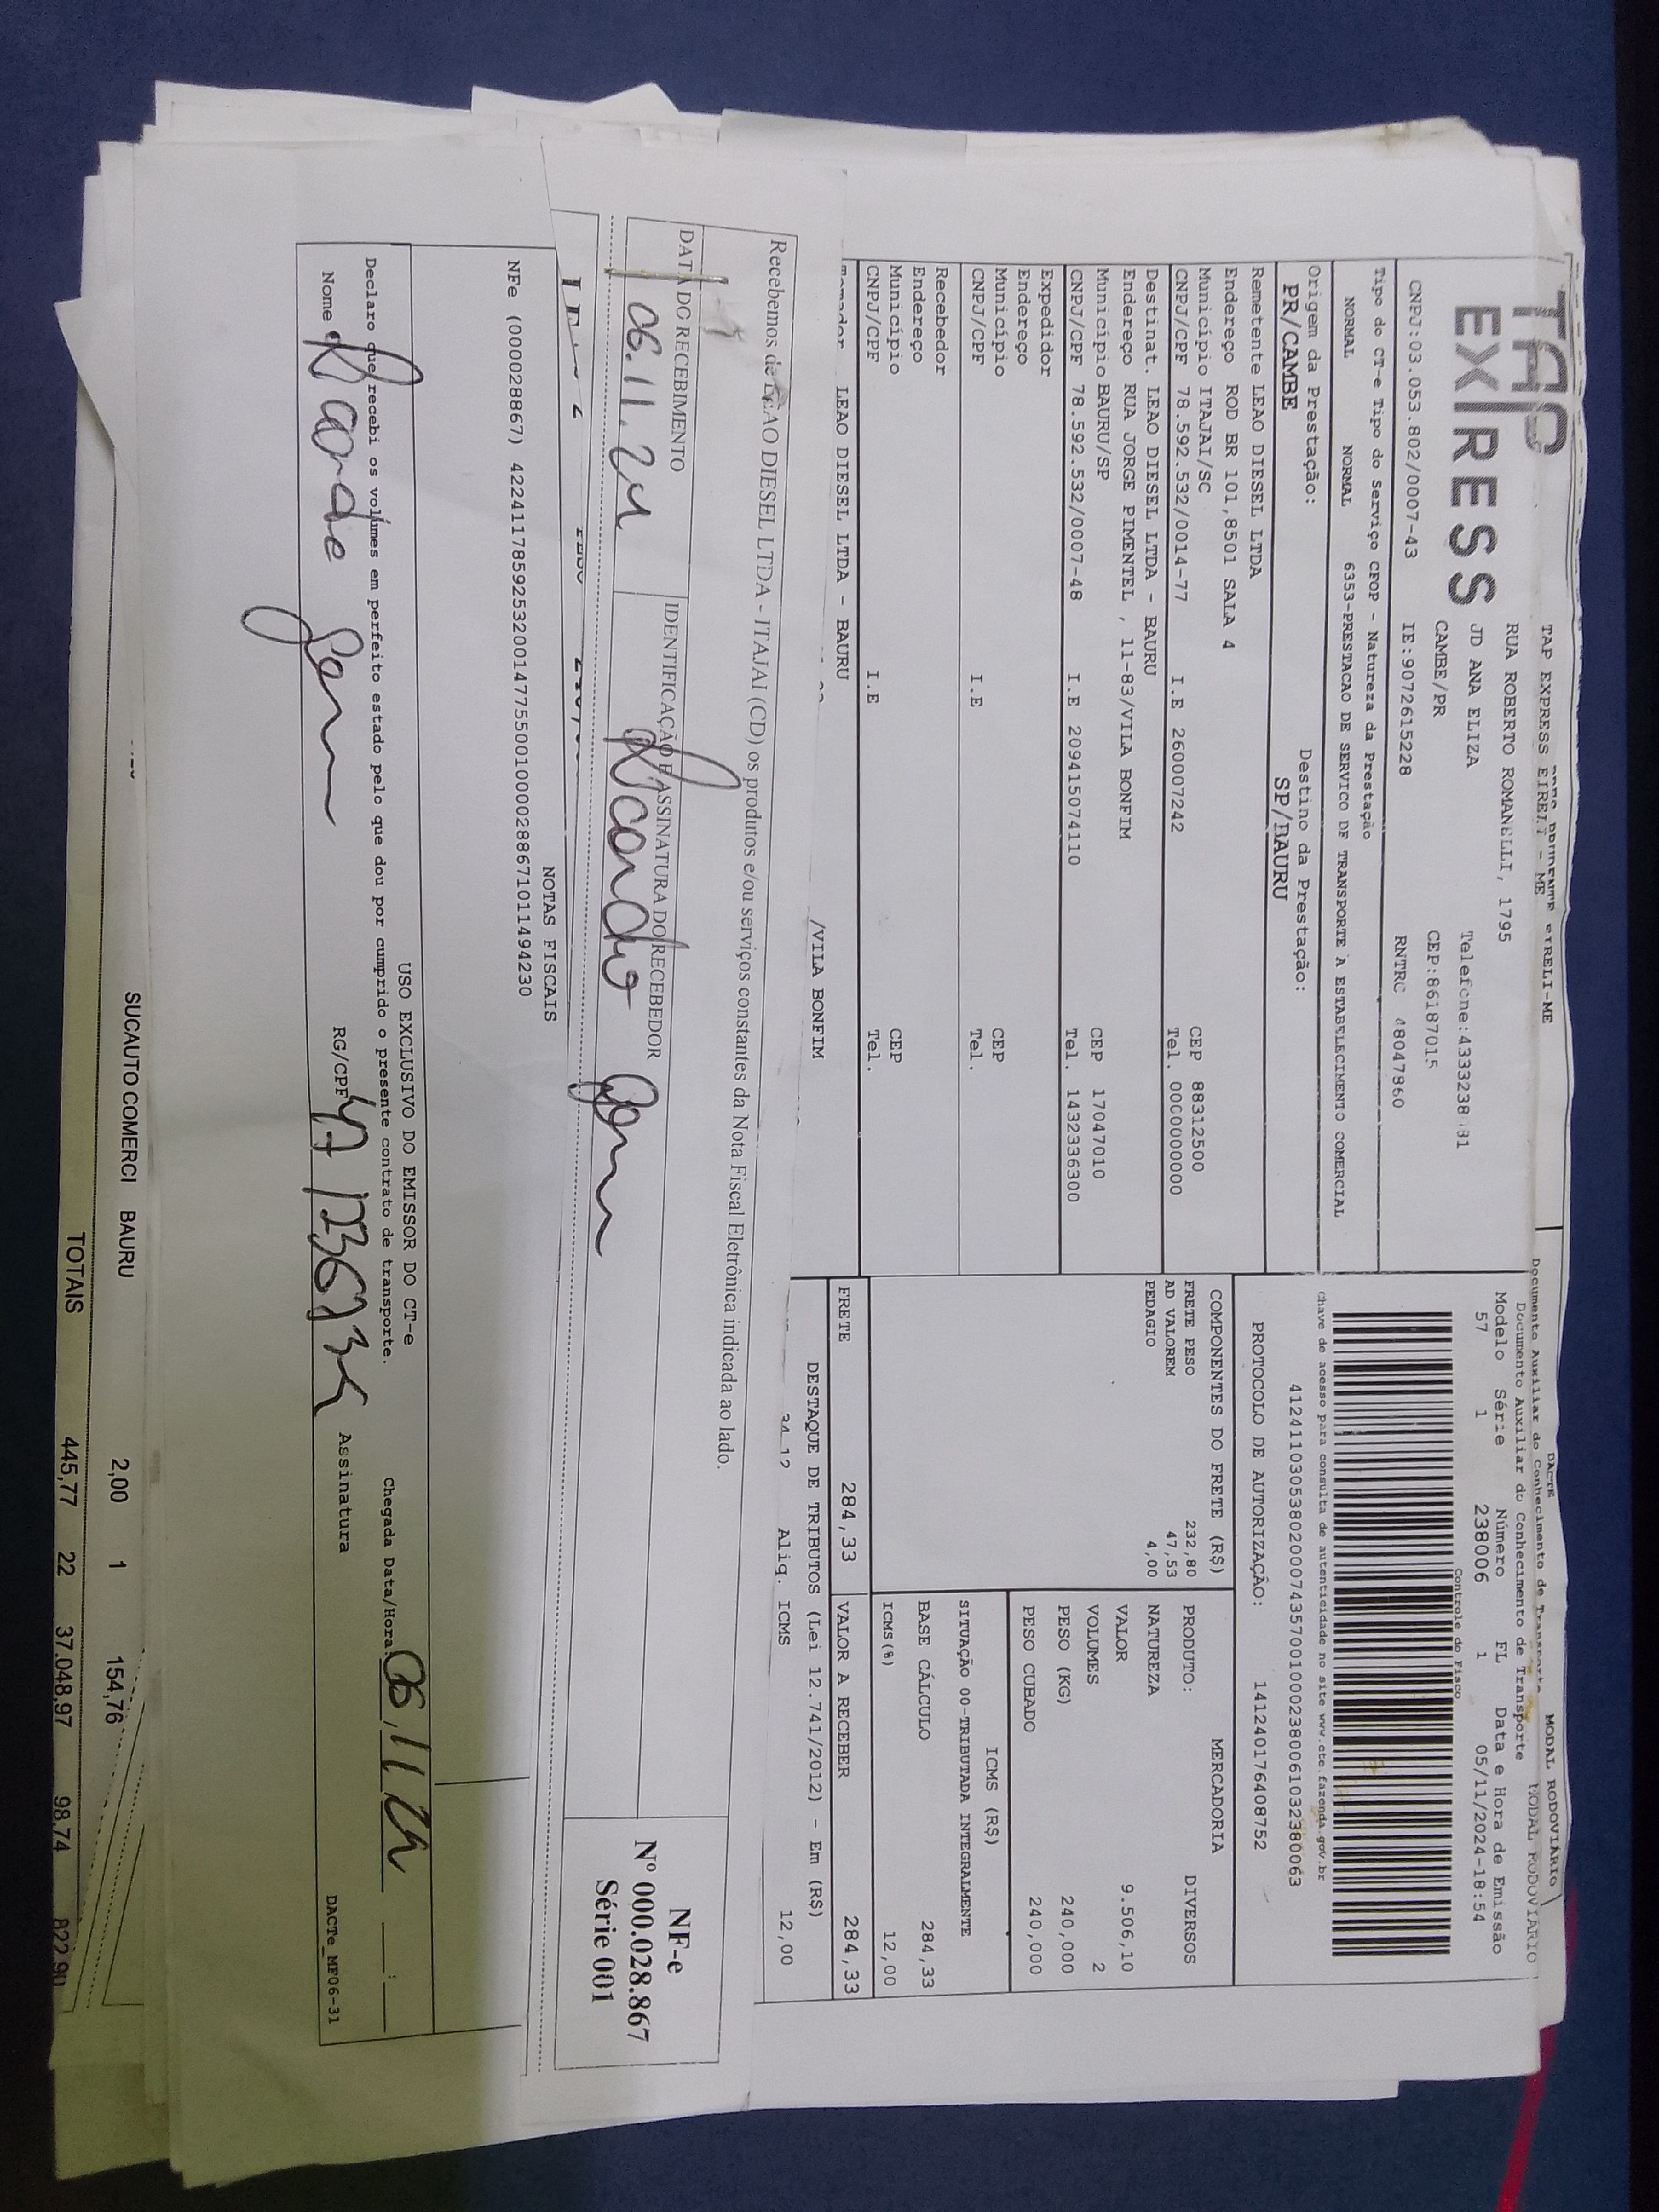 TAP
EXPRESS
TAP EXPRESS EIRELI - ME
RUA ROBERTO ROMANELLI, 1795
JD ANA ELIZA
CAMBE/PR
CEP:86187015
CNPJ:03.053.802/0007-43 IE:9072615228
Tipo do CT-e Tipo do Serviço CFOP - Natureza da Prestação
NORMAL NORMAL 6353-PRESTACAO DE SERVICO DE TRANSPORTE A ESTABELECIMENTO COMERCIAL
Origem da Prestação: Destino da Prestação:
PR/CAMBE SP/BAURU
Remetente LEAO DIESEL LTDA
Endereço ROD BR 101,8501 SALA 4
Município ITAJAI/SC CEP 88312500
CNPJ/CPF 78.592.532/0014-77 I.E 260007242 Tel. 00000000000
Destinat. LEAO DIESEL LTDA - BAURU
Endereço RUA JORGE PIMENTEL , 11-83/VILA BONFIM
Município BAURU/SP CEP 17047010
CNPJ/CPF 78.592.532/0007-48 I.E 209415074110 Tel. 1432336300
Expedidor
Endereço
Município CEP
CNPJ/CPF I.E Tel.
Recebedor
Endereço
Município CEP
CNPJ/CPF I.E Tel.
LEAO DIESEL LTDA - BAURU
/VILA BONFIM
DACTE MODAL RODOVIÁRIO
Documento Auxiliar do Conhecimento de Transporte
Modelo Série Número FL Data e Hora de Emissão
57 1 238006 1 05/11/2024-18:54
Controle do Fisco
Chave de acesso para consulta de autenticidade no site www.cte.fazenda.gov.br
41241103053802000743570010002380061032380063
PROTOCOLO DE AUTORIZAÇÃO: 141240176408752
COMPONENTES DO FRETE (R$)
FRETE PESO 232,80
AD VALOREM 47,53
PEDAGIO 4,00
MERCADORIA
PRODUTO: DIVERSOS
NATUREZA
VALOR 9.506,10
VOLUMES 2
PESO (KG) 240,000
PESO CUBADO 240,000
ICMS (R$)
SITUAÇÃO 00-TRIBUTADA INTEGRALMENTE
BASE CÁLCULO 284,33
ICMS(%) 12,00
FRETE 284,33 VALOR A RECEBER 284,33
DESTAQUE DE TRIBUTOS (Lei 12.741/2012) - Em (R$)
34,12 Aliq. ICMS 12,00
Recebemos de LEAO DIESEL LTDA - ITAJAI (CD) os produtos e/ou serviços constantes da Nota Fiscal Eletrônica indicada ao lado.
DATA DO RECEBIMENTO IDENTIFICAÇÃO E ASSINATURA DO RECEBEDOR
06.11.24
NF-e
Nº 000.028.867
Série 001
NOTAS FISCAIS
NFe (000028867) 42241178592532001477550010000288671011494230
USO EXCLUSIVO DO EMISSOR DO CT-e
Declaro que recebi os volumes em perfeito estado pelo que dou por cumprido o presente contrato de transporte. Chegada Data/Hora 06/11/24
Nome RG/CPF Assinatura
DACTe_MF06-31
SUCAUTO COMERCI BAURU 2,00 1 154,76
TOTAIS 445,77 22 37.048,97 98,74 822,90